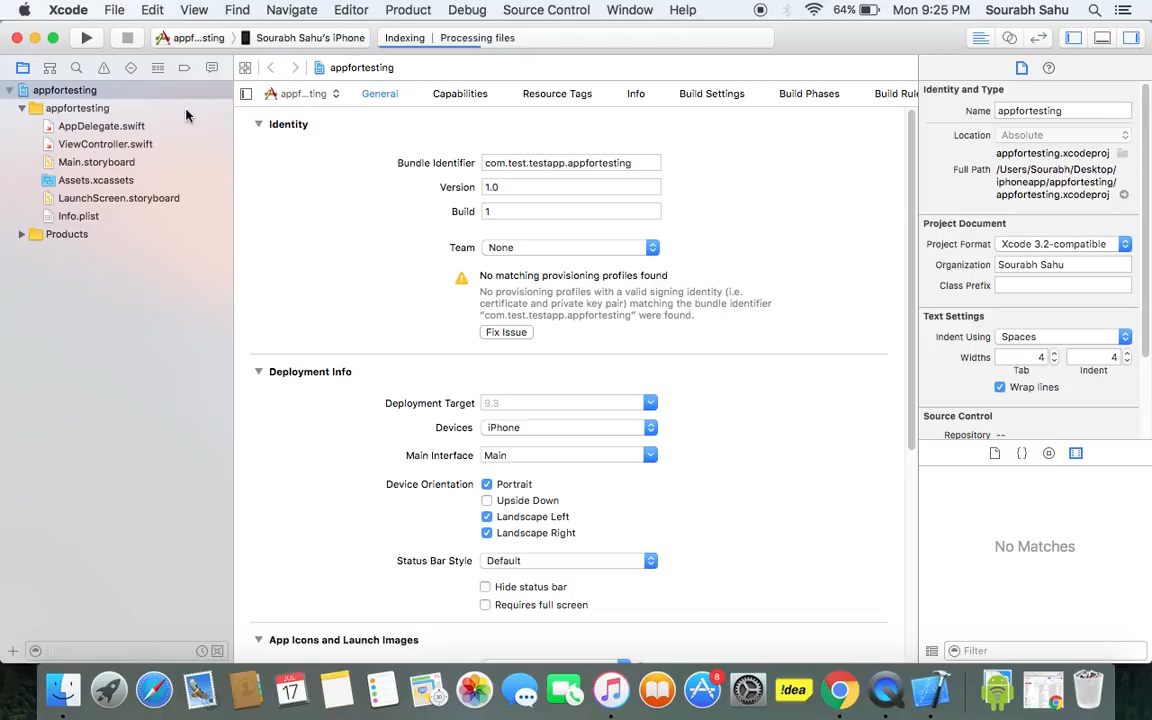 Xcode File Edit View Find Navigate Editor Product Debug Source Control Window Help 64% Mon 9:25 PM Sourabh Sahu
appf...sting Sourabh Sahu's iPhone Indexing Processing files
appfortesting
appfortesting
appfortesting
AppDelegate.swift
ViewController.swift
Main.storyboard
Assets.xcassets
LaunchScreen.storyboard
Info.plist
Products
appf...ting General Capabilities Resource Tags Info Build Settings Build Phases Build Rule
Identity
Bundle Identifier com.test.testapp.appfortesting
Version 1.0
Build 1
Team None
No matching provisioning profiles found
No provisioning profiles with a valid signing identity (i.e.
certificate and private key pair) matching the bundle identifier
“com.test.testapp.appfortesting” were found.
Fix Issue
Deployment Info
Deployment Target 9.3
Devices iPhone
Main Interface Main
Device Orientation Portrait
Upside Down
Landscape Left
Landscape Right
Status Bar Style Default
Hide status bar
Requires full screen
App Icons and Launch Images
Identity and Type
Name appfortesting
Location Absolute
appfortesting.xcodeproj
Full Path /Users/Sourabh/Desktop/
iphoneapp/appfortesting/
appfortesting.xcodeproj
Project Document
Project Format Xcode 3.2-compatible
Organization Sourabh Sahu
Class Prefix
Text Settings
Indent Using Spaces
Widths 4 4
Tab Indent
Wrap lines
Source Control
Repository --
{ }
No Matches
Filter
JUL
17
8
!dea